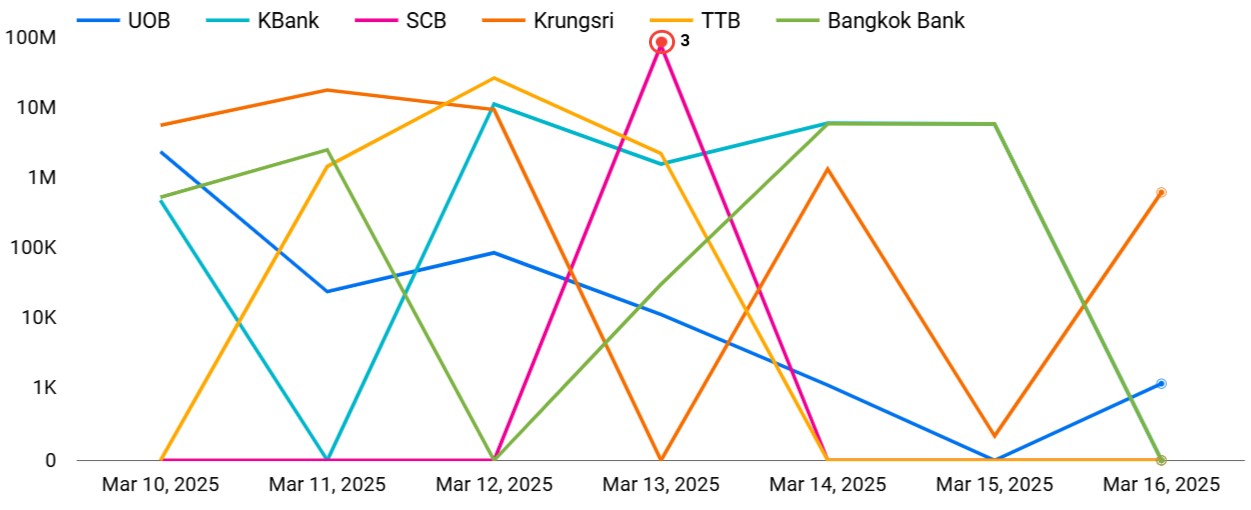 UOB KBank SCB Krungsri TTB Bangkok Bank
100M
3
10M
1M
100K
10K
1K
0
Mar 10, 2025 Mar 11, 2025 Mar 12, 2025 Mar 13, 2025 Mar 14, 2025 Mar 15, 2025 Mar 16, 2025